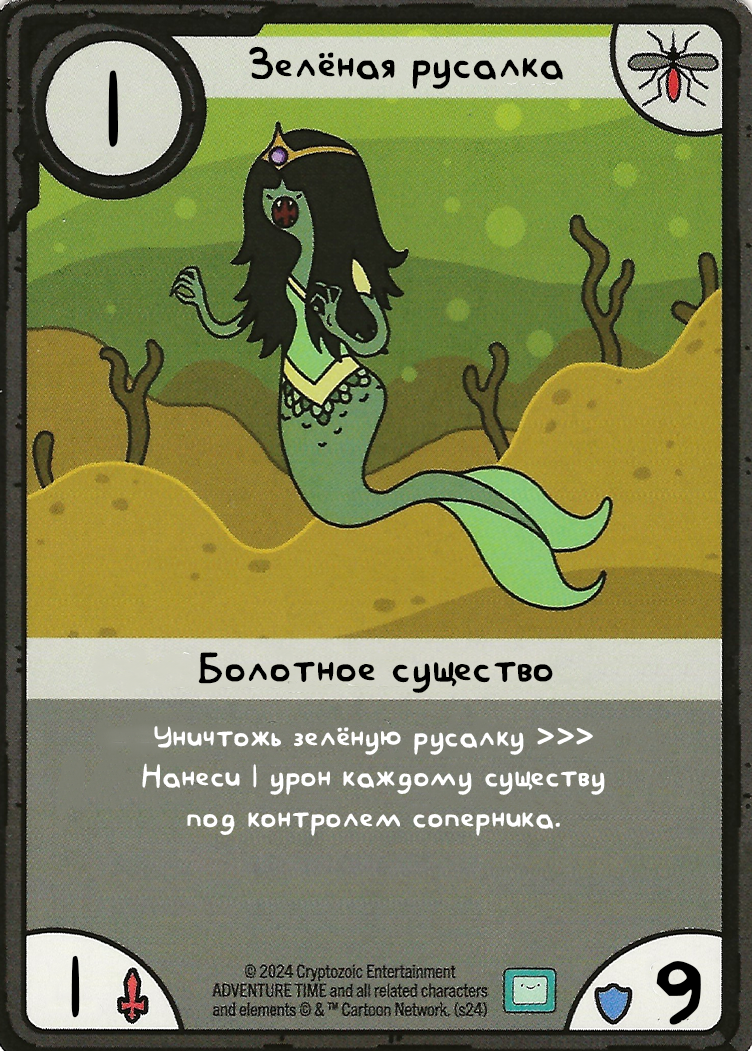 1
Зелёная русалка
Болотное существо
Уничтожь зелёную русалку >>>
Нанеси 1 урон каждому существу
под контролем соперника.
1
© 2024 Cryptozoic Entertainment
ADVENTURE TIME and all related characters
and elements © & ™ Cartoon Network. (s24)
9